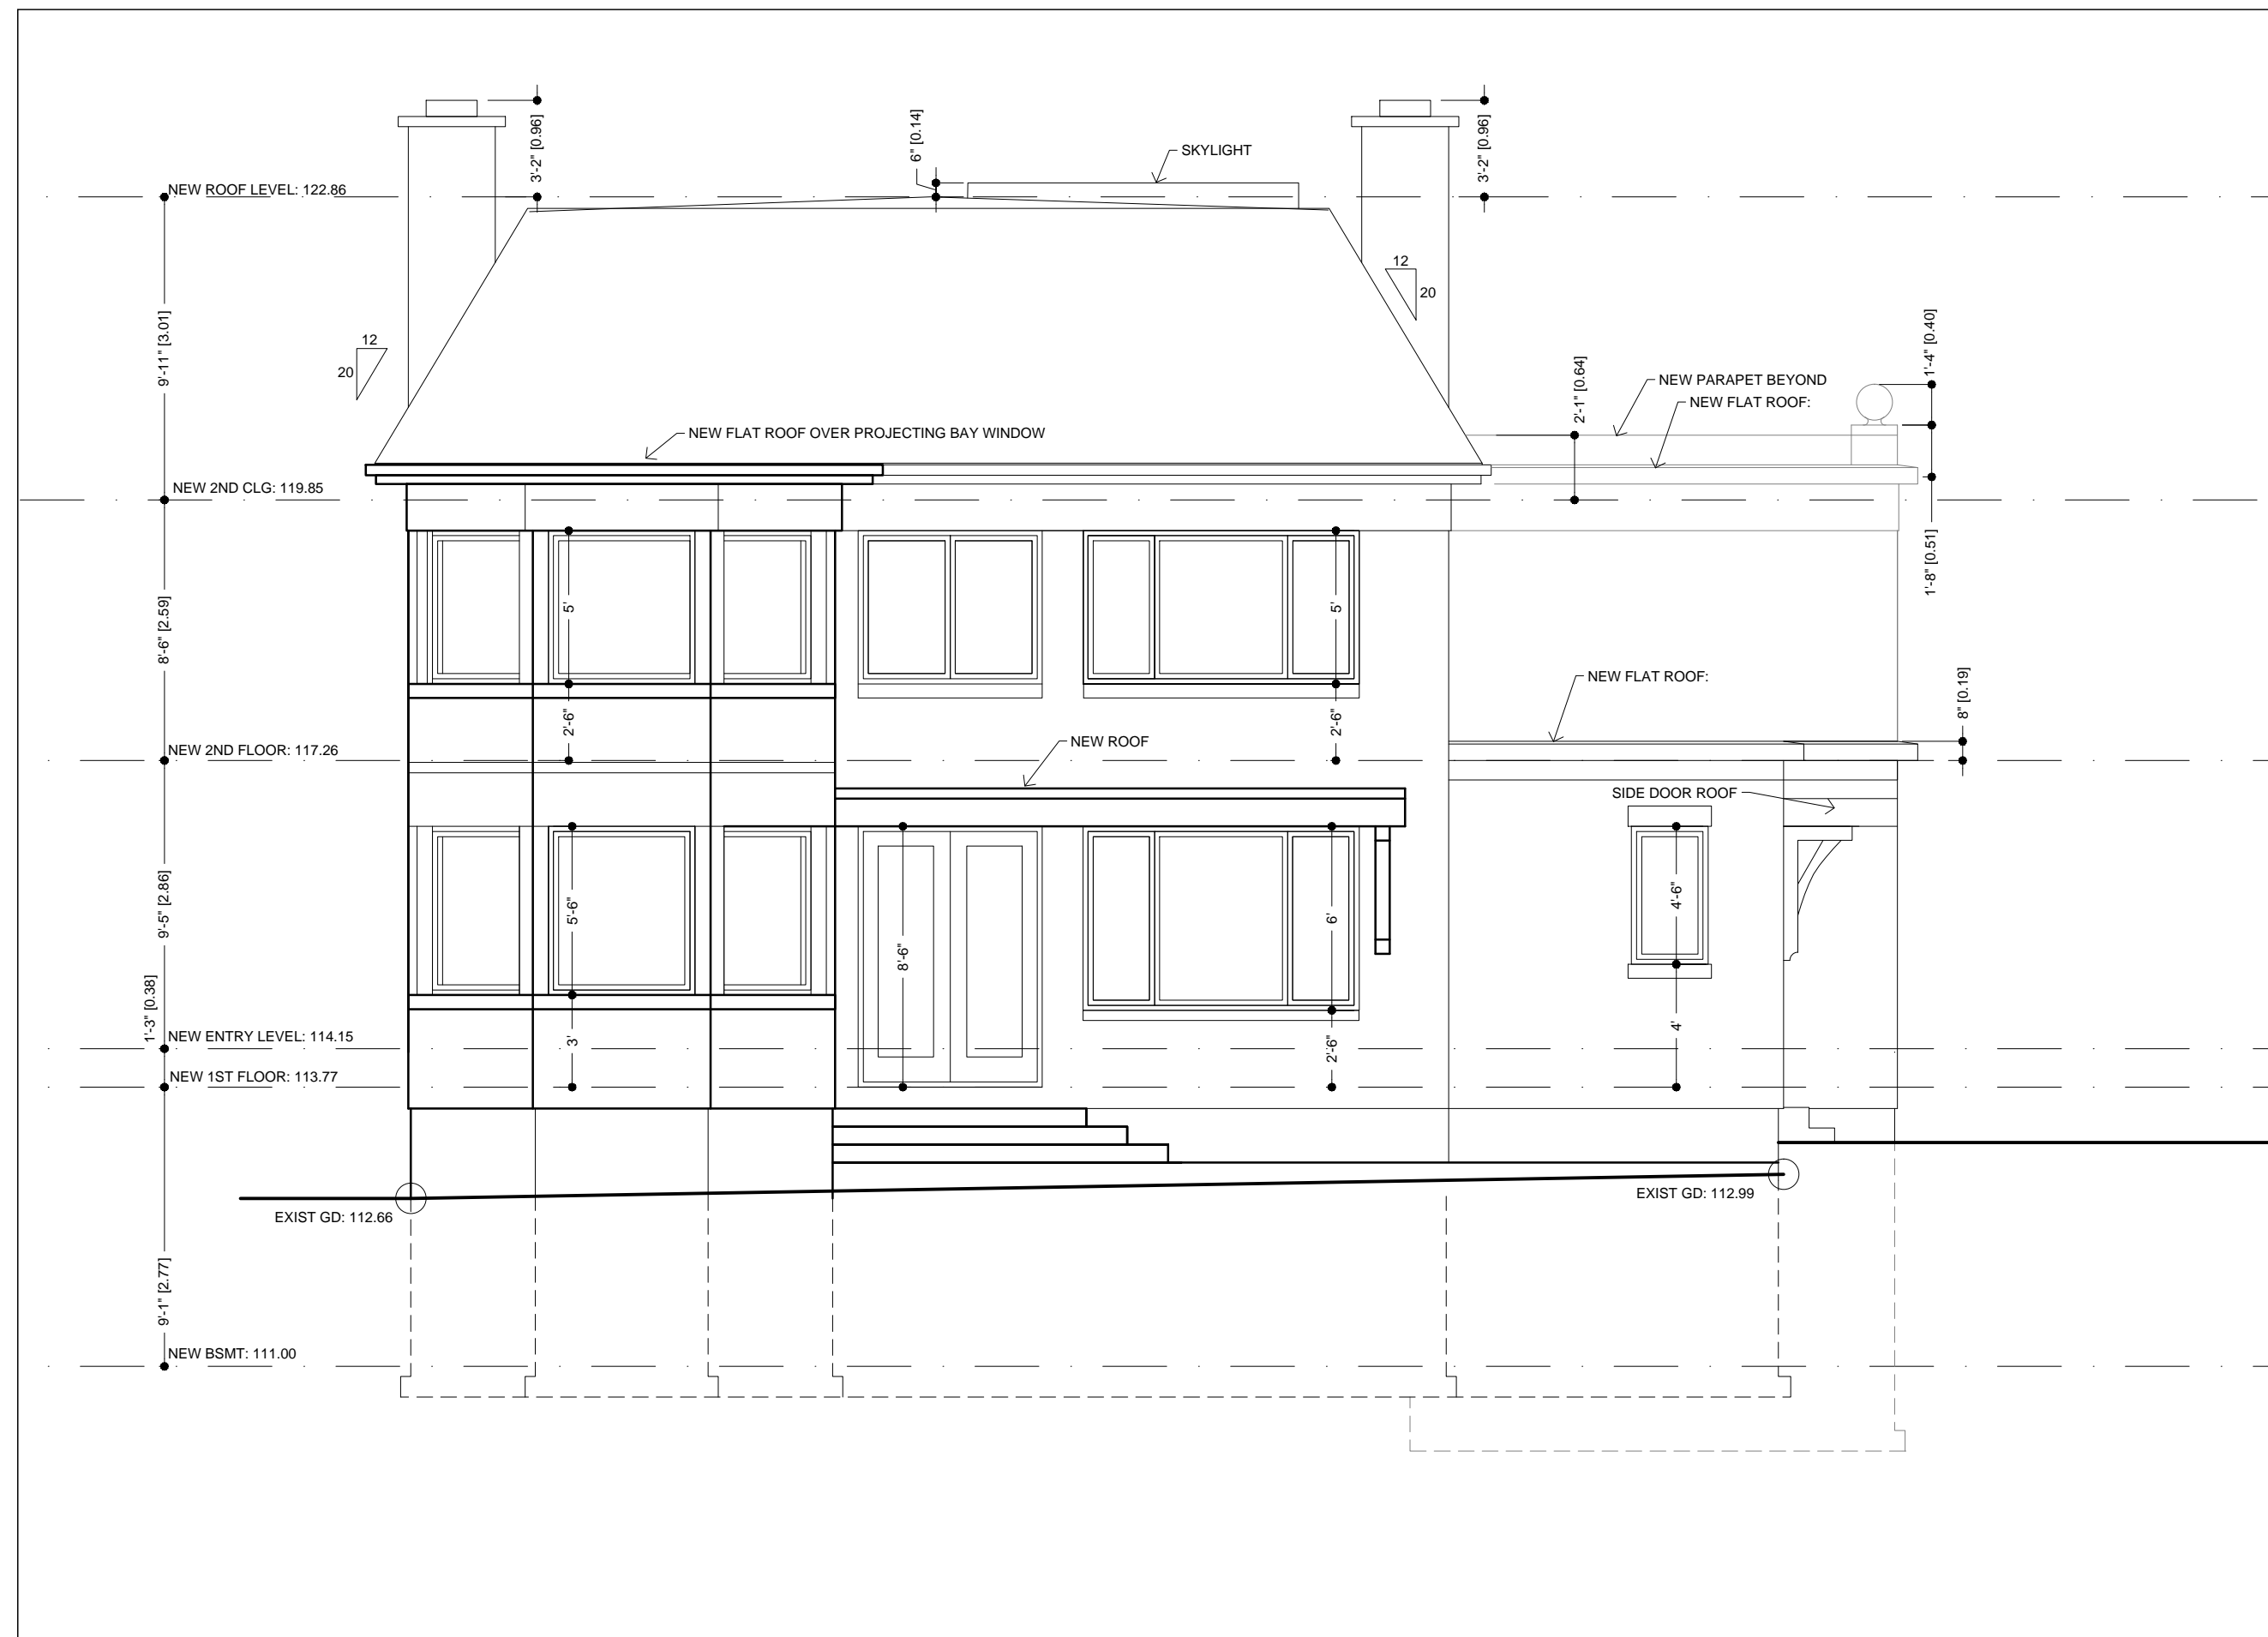 3'-2" [0.96]
6" [0.14]
SKYLIGHT
3'-2" [0.96]
NEW ROOF LEVEL: 122.86
12
20
12
20
9'-11" [3.01]
1'-4" [0.40]
2'-1" [0.64]
NEW PARAPET BEYOND
NEW FLAT ROOF:
NEW FLAT ROOF OVER PROJECTING BAY WINDOW
NEW 2ND CLG: 119.85
1'-8" [0.51]
8'-6" [2.59]
5'
5'
NEW FLAT ROOF:
8" [0.19]
2'-6"
2'-6"
NEW 2ND FLOOR: 117.26
NEW ROOF
SIDE DOOR ROOF
9'-5" [2.86]
5'-6"
8'-6"
6'
4'-6"
1'-3" [0.38]
NEW ENTRY LEVEL: 114.15
3'
2'-6"
4'
NEW 1ST FLOOR: 113.77
EXIST GD: 112.66
EXIST GD: 112.99
9'-1" [2.77]
NEW BSMT: 111.00